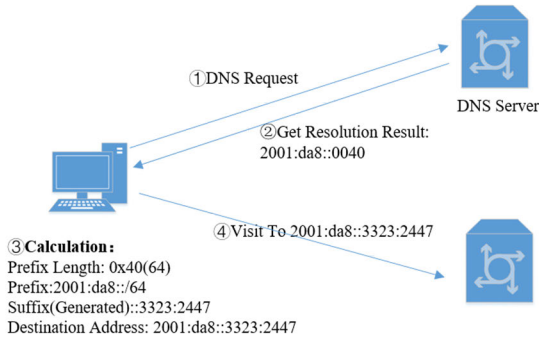 ①DNS Request
DNS Server
②Get Resolution Result:
2001:da8::0040
④Visit To 2001:da8::3323:2447
③Calculation：
Prefix Length: 0x40(64)
Prefix:2001:da8::/64
Suffix(Generated)::3323:2447
Destination Address: 2001:da8::3323:2447